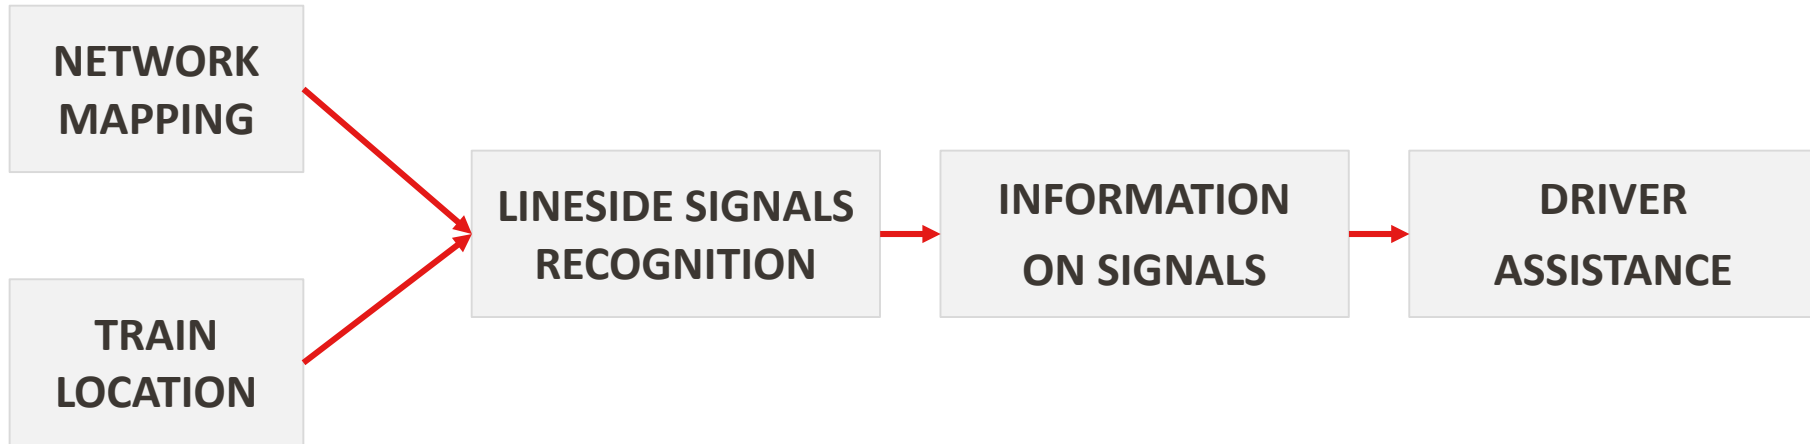 NETWORK
MAPPING
TRAIN
LOCATION
LINESIDE SIGNALS
RECOGNITION
INFORMATION
ON SIGNALS
DRIVER
ASSISTANCE